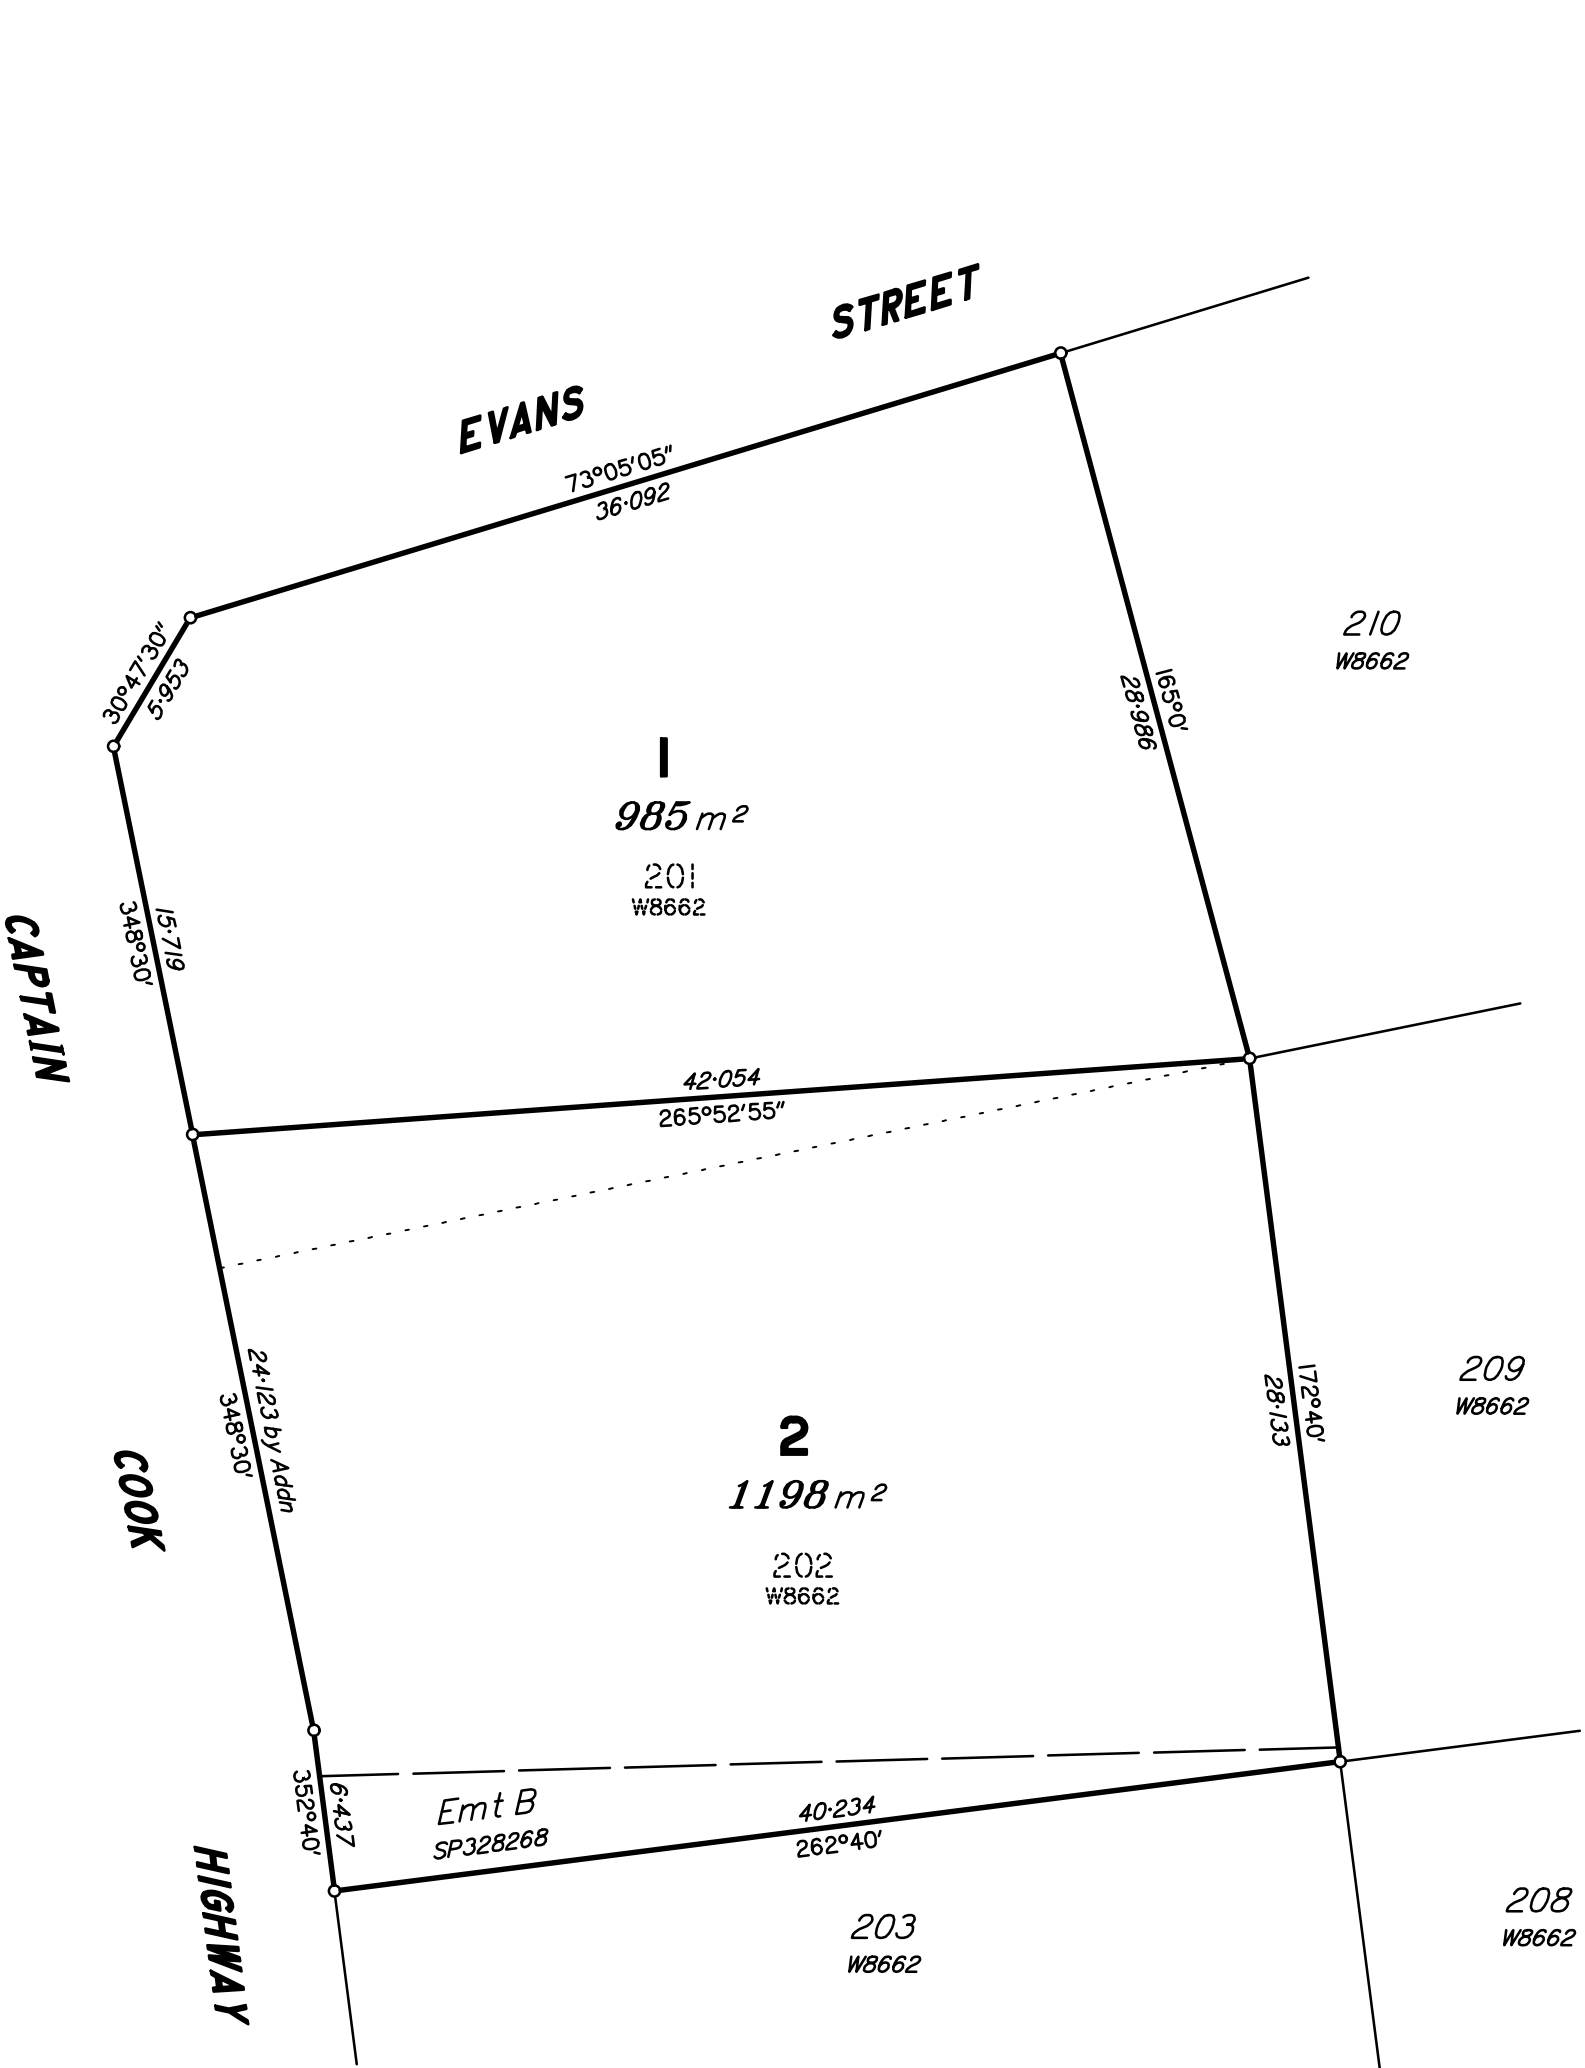 STREET
EVANS
73°05'05"
36·092
30°47'30"
5·953
210
W8662
165°0'
28·986
1
985 m²
201
W8662
15·719
348°30'
CAPTAIN
42·054
265°52'55"
24·123 by Addn
348°30'
172°40'
28·133
209
W8662
2
1198 m²
COOK
202
W8662
6·437
352°40'
Emt B
SP328268
40·234
262°40'
HIGHWAY
203
W8662
208
W8662